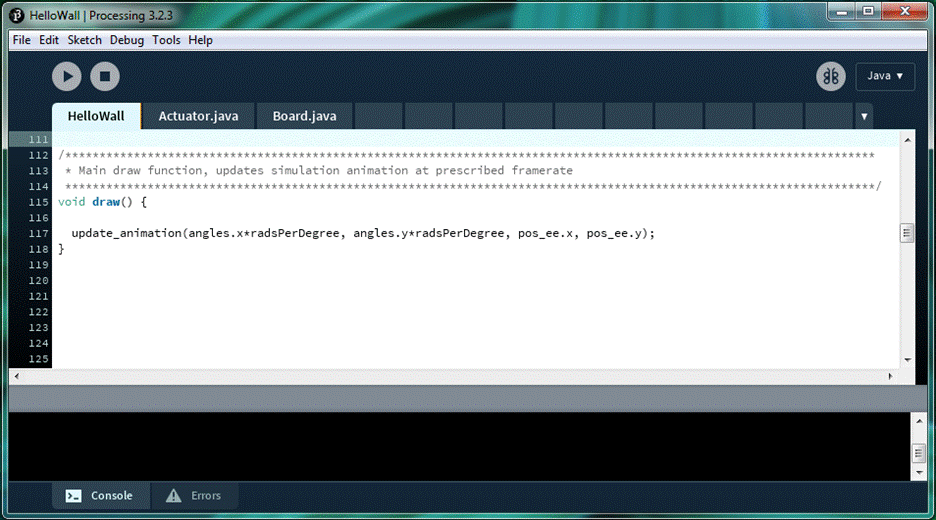 HelloWall | Processing 3.2.3
File Edit Sketch Debug Tools Help
Java ▾
HelloWall Actuator.java Board.java
111
112 /***********************************************************************************************************************
113 * Main draw function, updates simulation animation at prescribed framerate
114 ***********************************************************************************************************************/
115 void draw() {
116
117 update_animation(angles.x*radsPerDegree, angles.y*radsPerDegree, pos_ee.x, pos_ee.y);
118 }
119
120
121
122
123
124
125
Console Errors